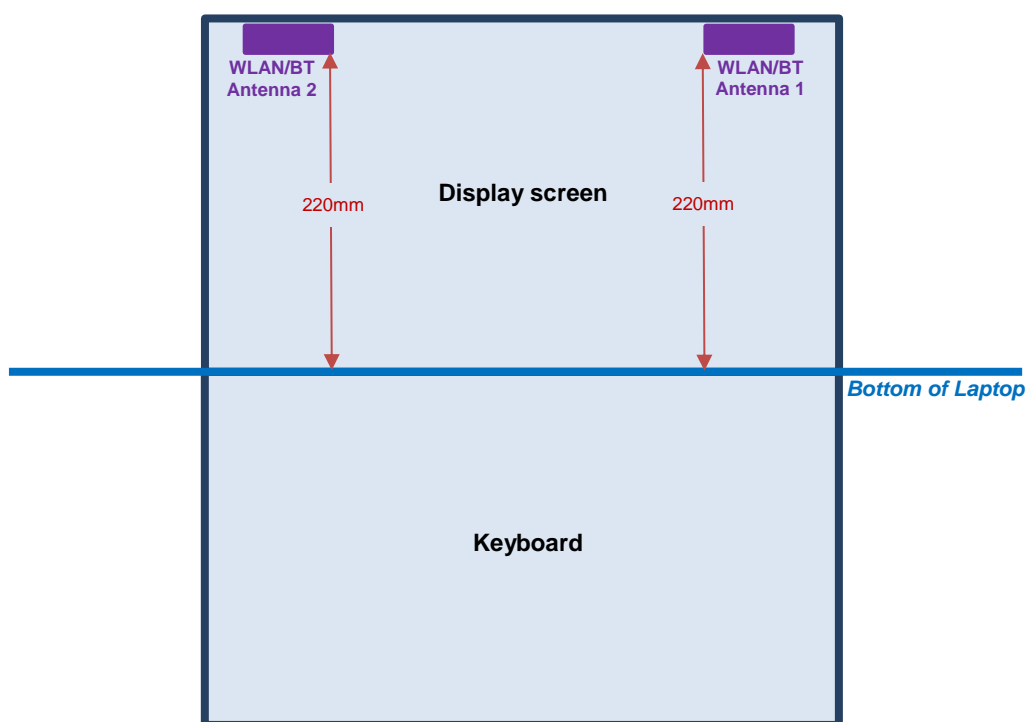 WLAN/BT
Antenna 2
WLAN/BT
Antenna 1
Display screen
220mm
220mm
Bottom of Laptop
Keyboard